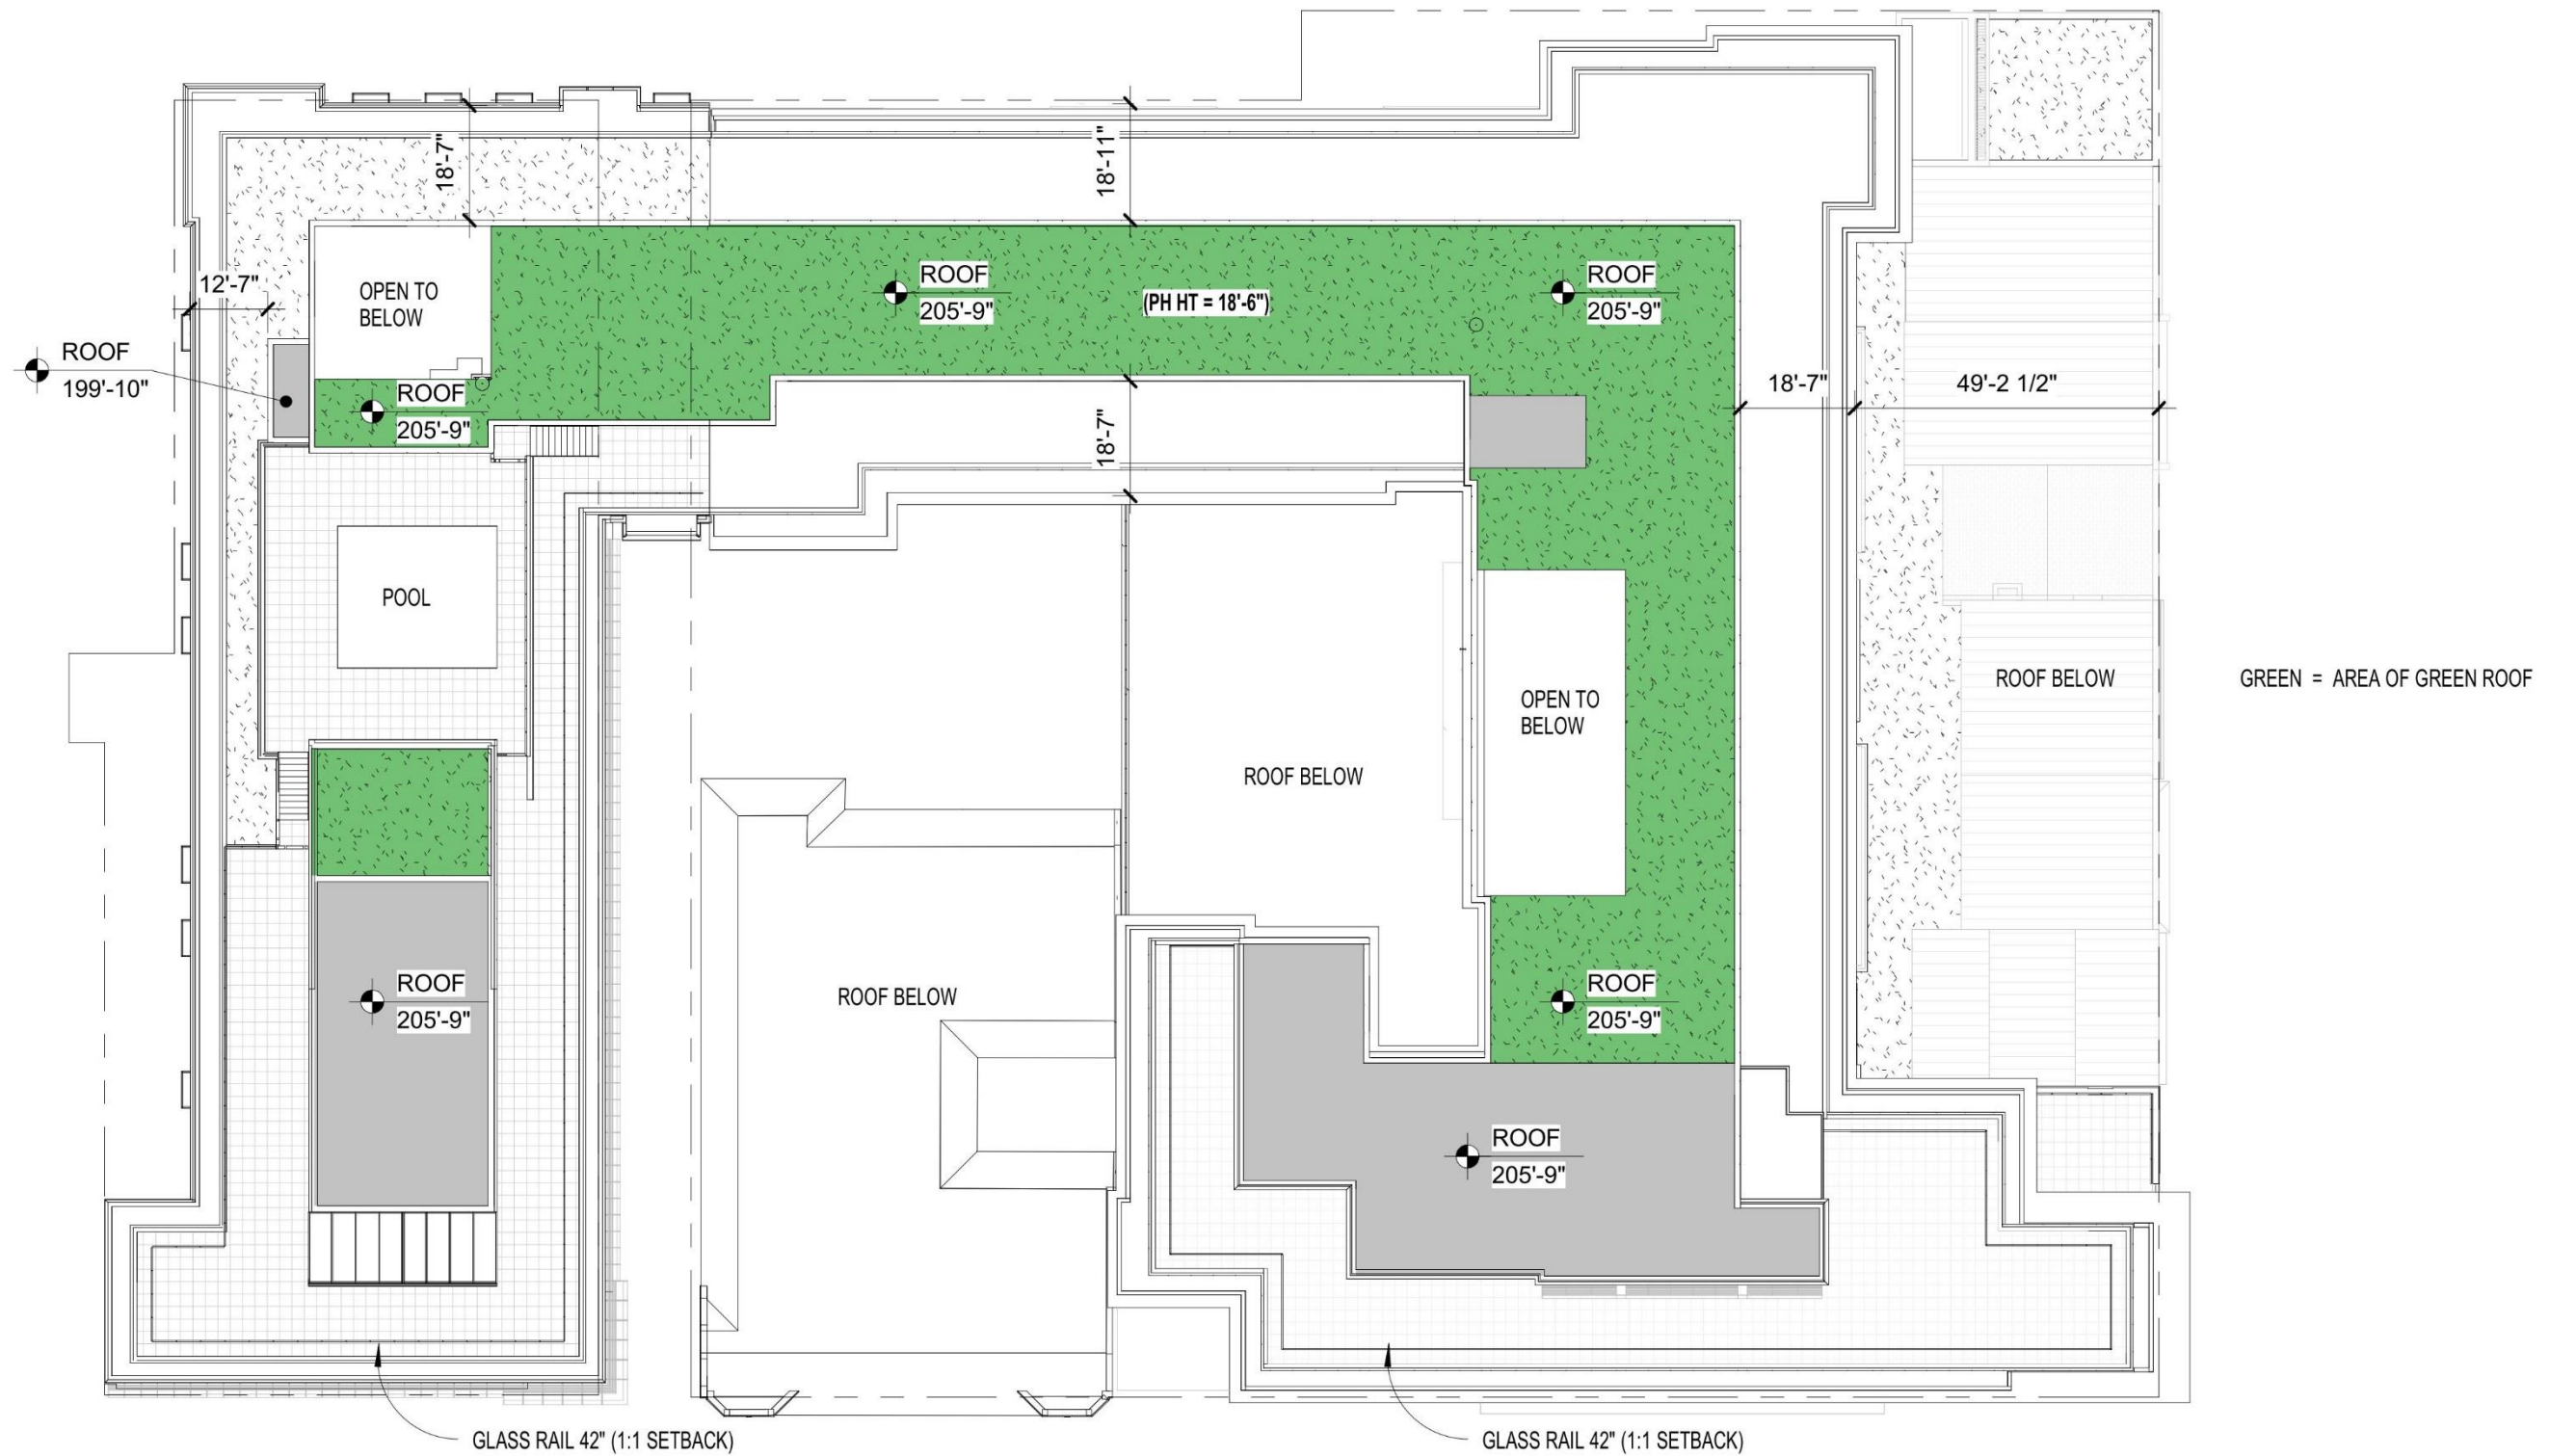 18'-7"
18'-11"
12'-7"
OPEN TO
BELOW
ROOF
205'-9"
(PH HT = 18'-6")
ROOF
205'-9"
ROOF
199'-10"
ROOF
205'-9"
18'-7"
18'-7"
49'-2 1/2"
POOL
OPEN TO
BELOW
ROOF BELOW
ROOF BELOW
GREEN = AREA OF GREEN ROOF
ROOF
205'-9"
ROOF BELOW
ROOF
205'-9"
ROOF
205'-9"
GLASS RAIL 42" (1:1 SETBACK)
GLASS RAIL 42" (1:1 SETBACK)